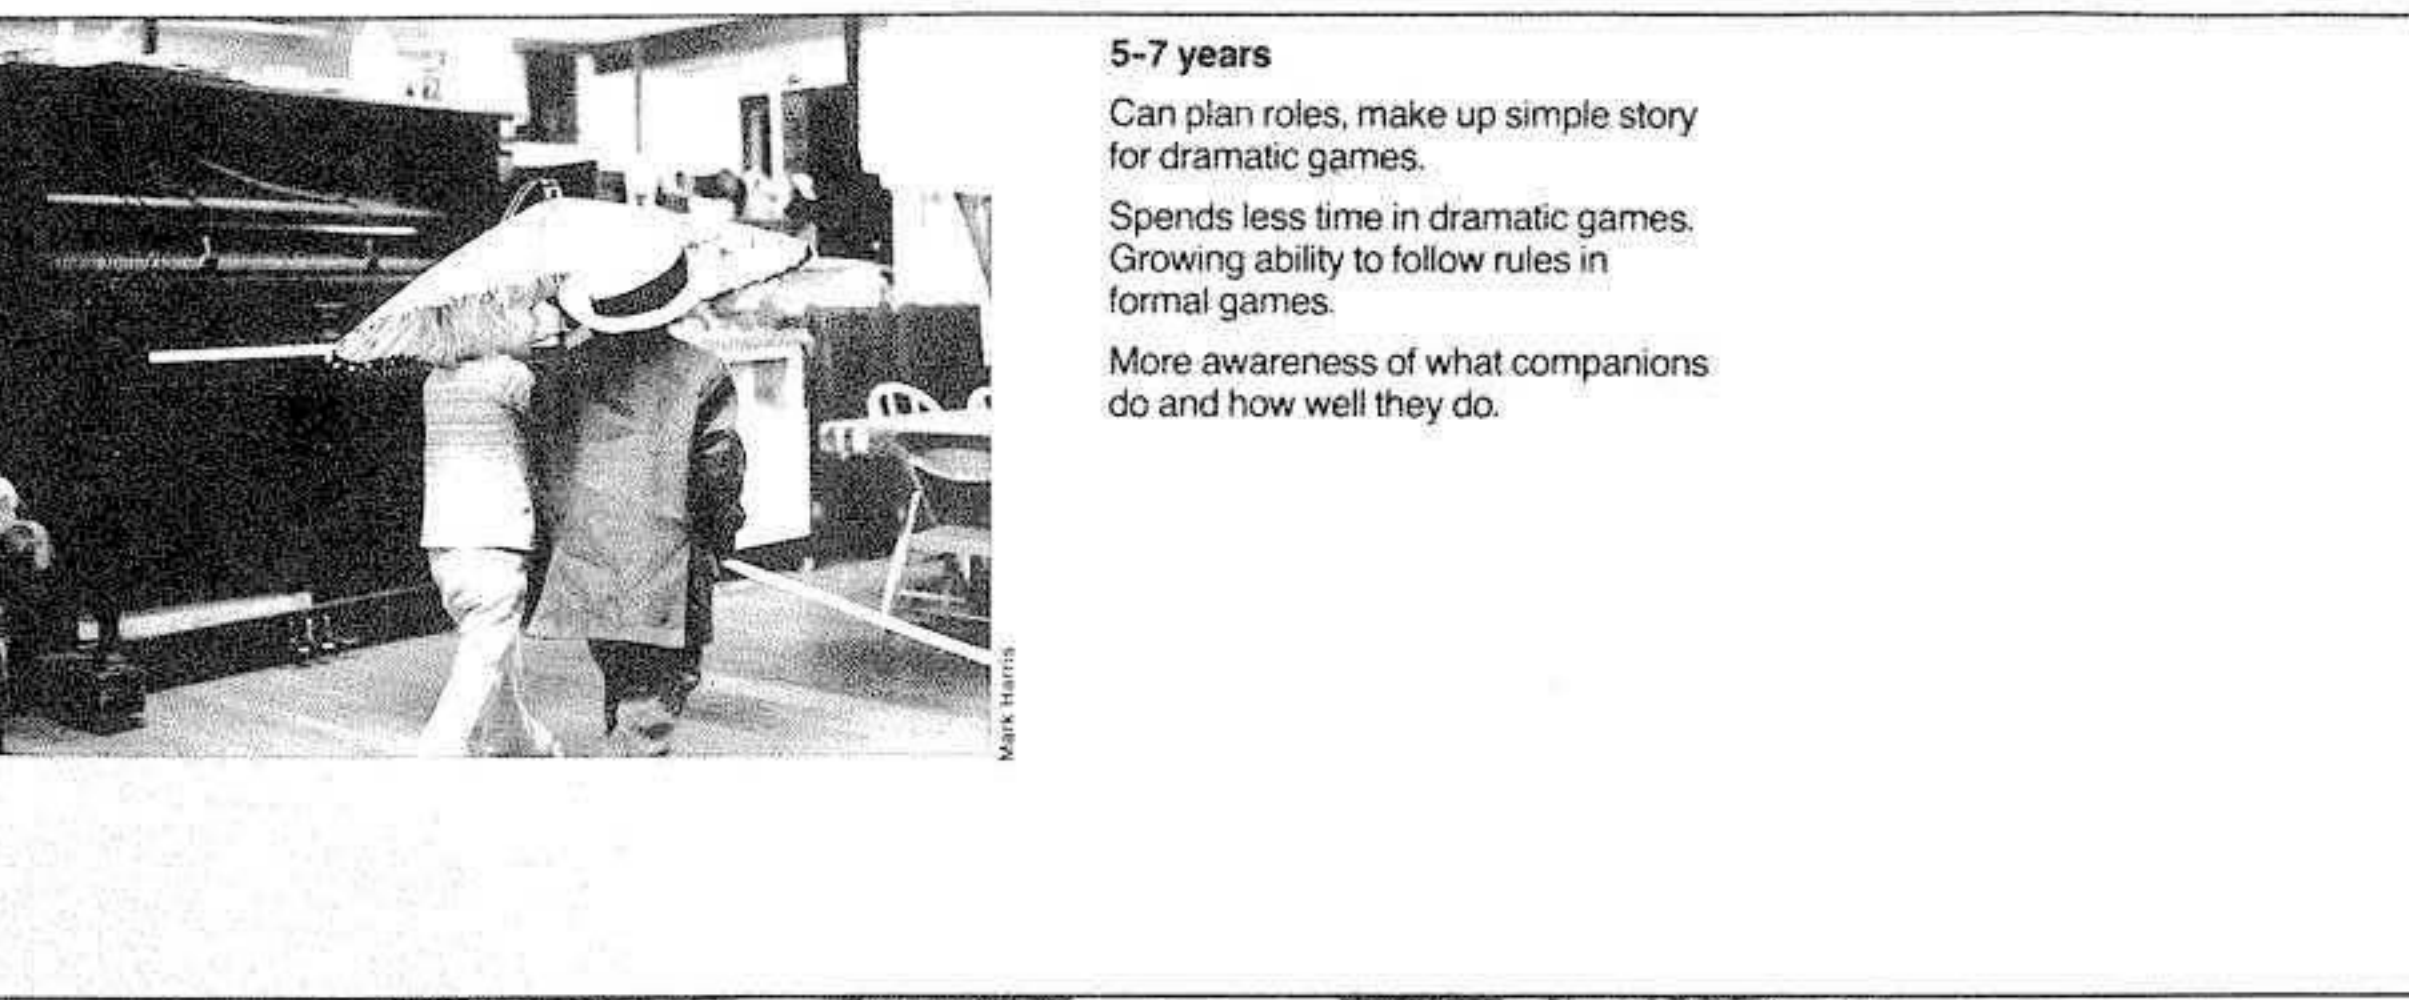 5-7 years
Can plan roles, make up simple story
for dramatic games.
Spends less time in dramatic games.
Growing ability to follow rules in
formal games.
More awareness of what companions
do and how well they do.
Mark Harris